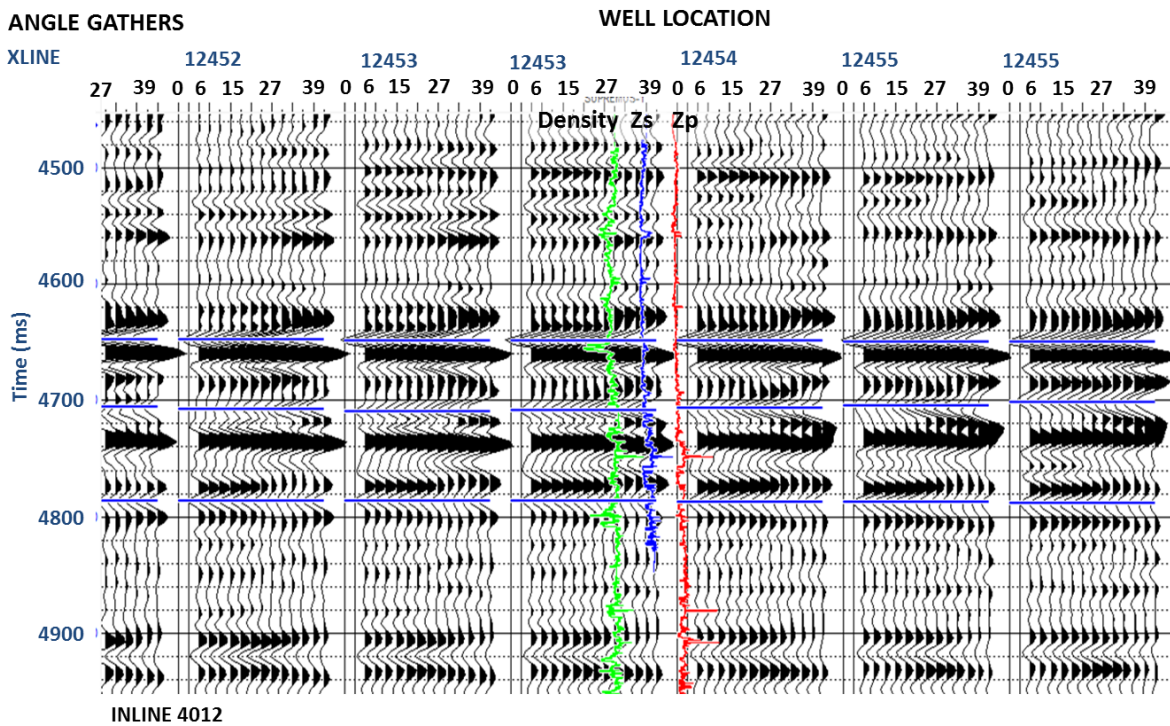 ANGLE GATHERS
WELL LOCATION
XLINE 12452 12453 12453 12454 12455 12455
27 39 0 6 15 27 39 0 6 15 27 39 0 6 15 27 39 0 6 15 27 39 0 6 15 27 39 0 6 15 27 39
SUPREMUS-1
Density Zs Zp
4500
4600
Time (ms)
4700
4800
4900
INLINE 4012